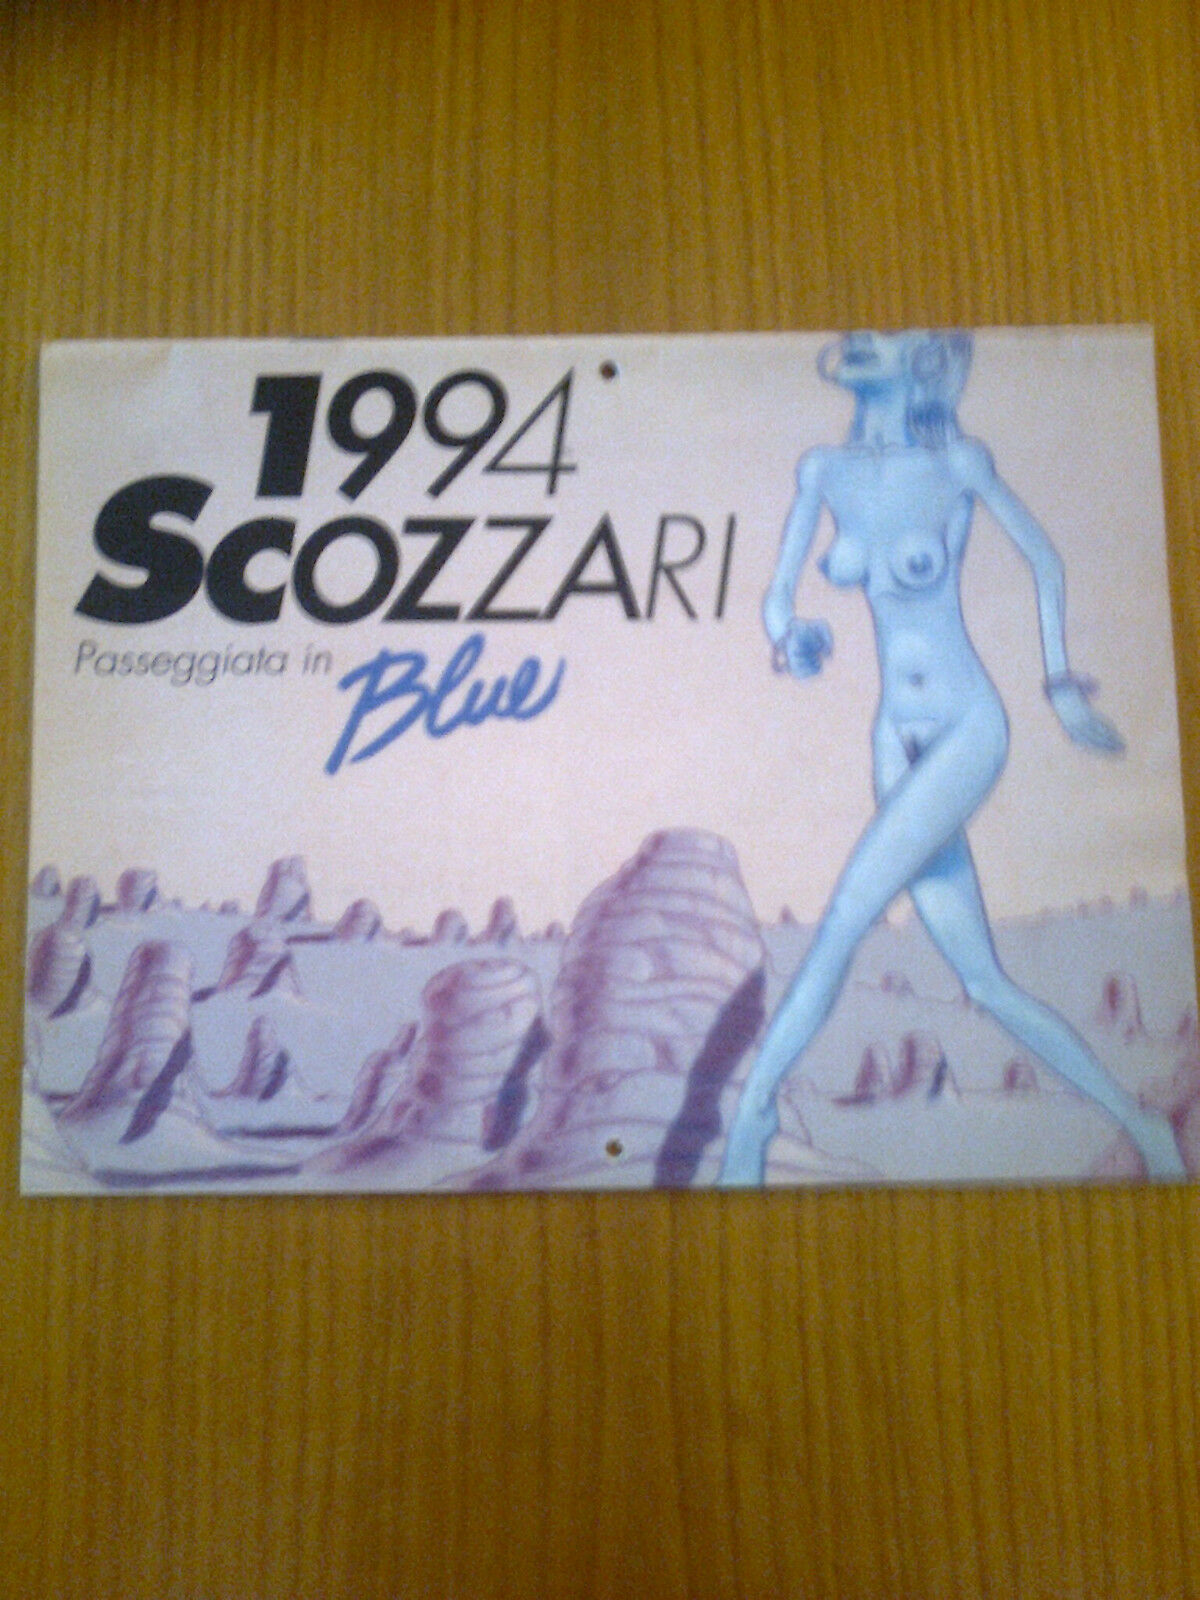 1994
SCOZZARI
Passeggiata in Blue